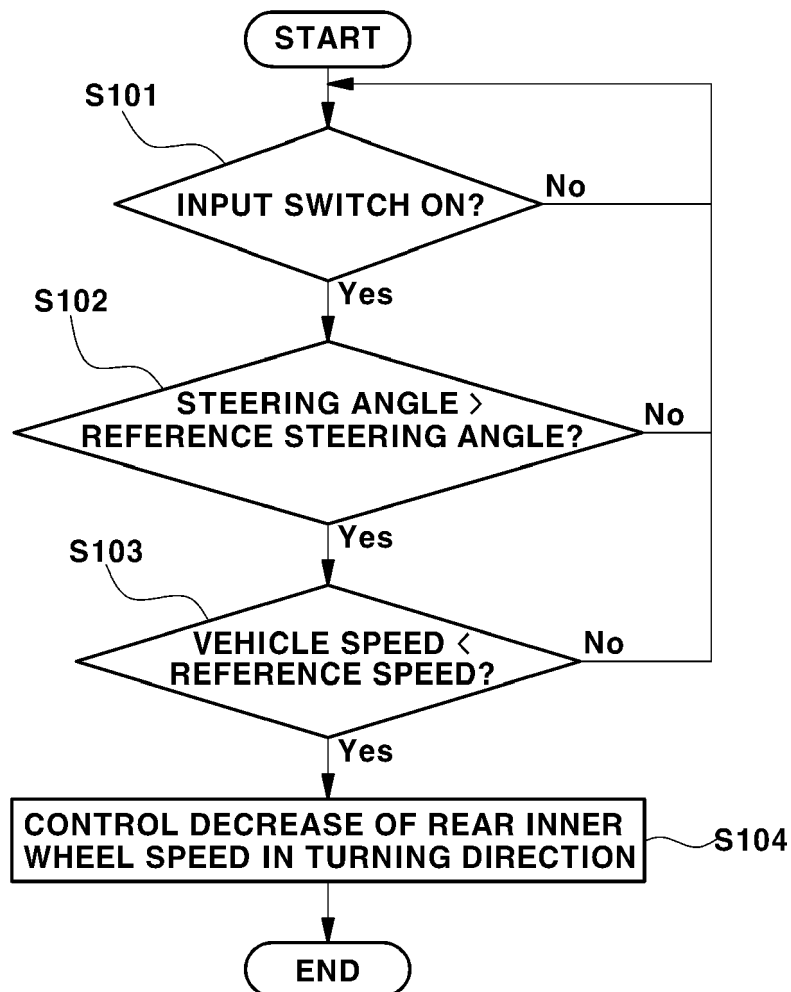 START
S101
INPUT SWITCH ON?
No
Yes
S102
STEERING ANGLE >
REFERENCE STEERING ANGLE?
No
Yes
S103
VEHICLE SPEED <
REFERENCE SPEED?
No
Yes
CONTROL DECREASE OF REAR INNER
WHEEL SPEED IN TURNING DIRECTION
S104
END